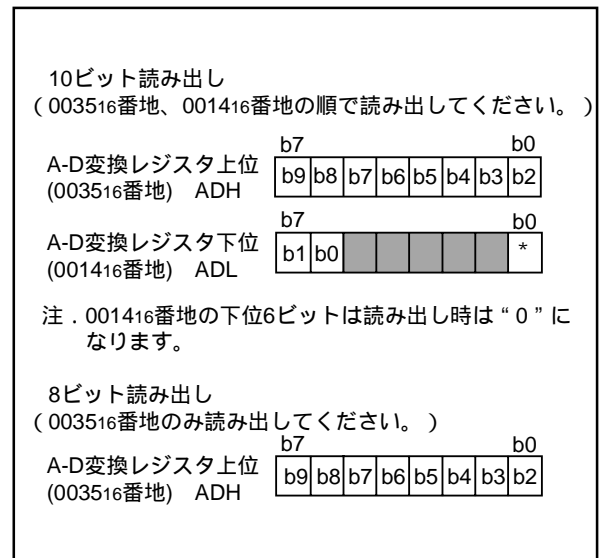 10ビット読み出し
(003516番地、001416番地の順で読み出してください。)
b7 b0
A-D変換レジスタ上位 b9 b8 b7 b6 b5 b4 b3 b2
(003516番地) ADH
b7 b0
A-D変換レジスタ下位 b1 b0 *
(001416番地) ADL
注.001416番地の下位6ビットは読み出し時は“0”に
なります。
8ビット読み出し
(003516番地のみ読み出してください。)
b7 b0
A-D変換レジスタ上位 b9 b8 b7 b6 b5 b4 b3 b2
(003516番地) ADH